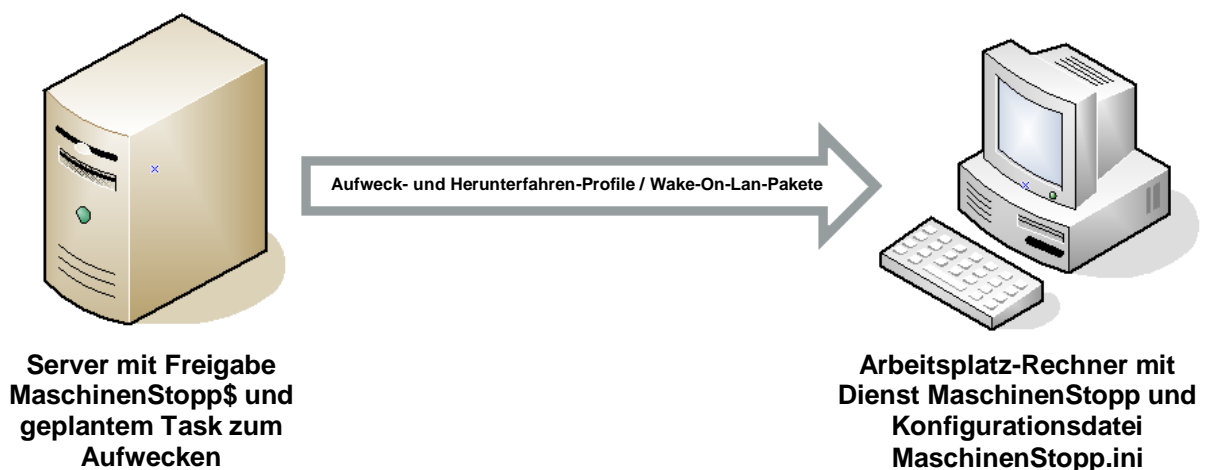 Aufweck- und Herunterfahren-Profile / Wake-On-Lan-Pakete
Server mit Freigabe
MaschinenStopp$ und
geplantem Task zum
Aufwecken
Arbeitsplatz-Rechner mit
Dienst MaschinenStopp und
Konfigurationsdatei
MaschinenStopp.ini